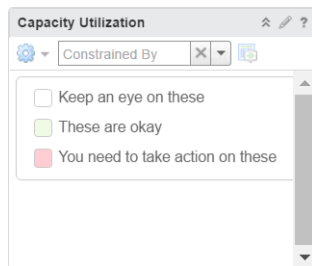 Capacity Utilization ?
Constrained By
Keep an eye on these
These are okay
You need to take action on these